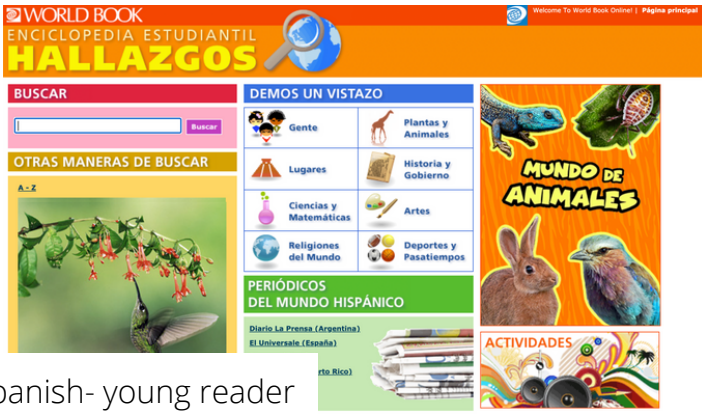 WORLD BOOK
Welcome To World Book Online! | Página principal
ENCICLOPEDIA ESTUDIANTIL
HALLAZGOS
BUSCAR
Buscar
OTRAS MANERAS DE BUSCAR
A - Z
DEMOS UN VISTAZO
Gente
Plantas y
Animales
Lugares
Historia y
Gobierno
Ciencias y
Matemáticas
Artes
Religiones
del Mundo
Deportes y
Pasatiempos
PERIÓDICOS
DEL MUNDO HISPÁNICO
Diario La Prensa (Argentina)
El Universale (España)
Rico)
MUNDO DE
ANIMALES
ACTIVIDADES
young reader